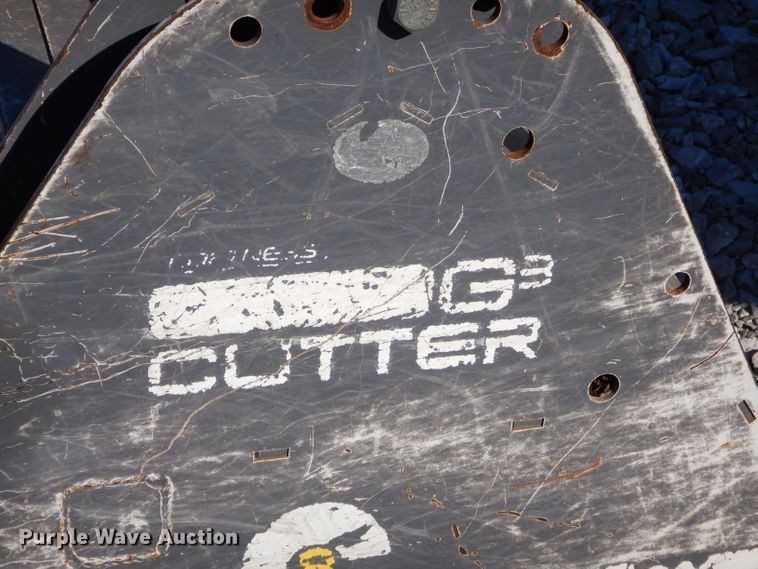 G3
CUTTER
Purple Wave Auction